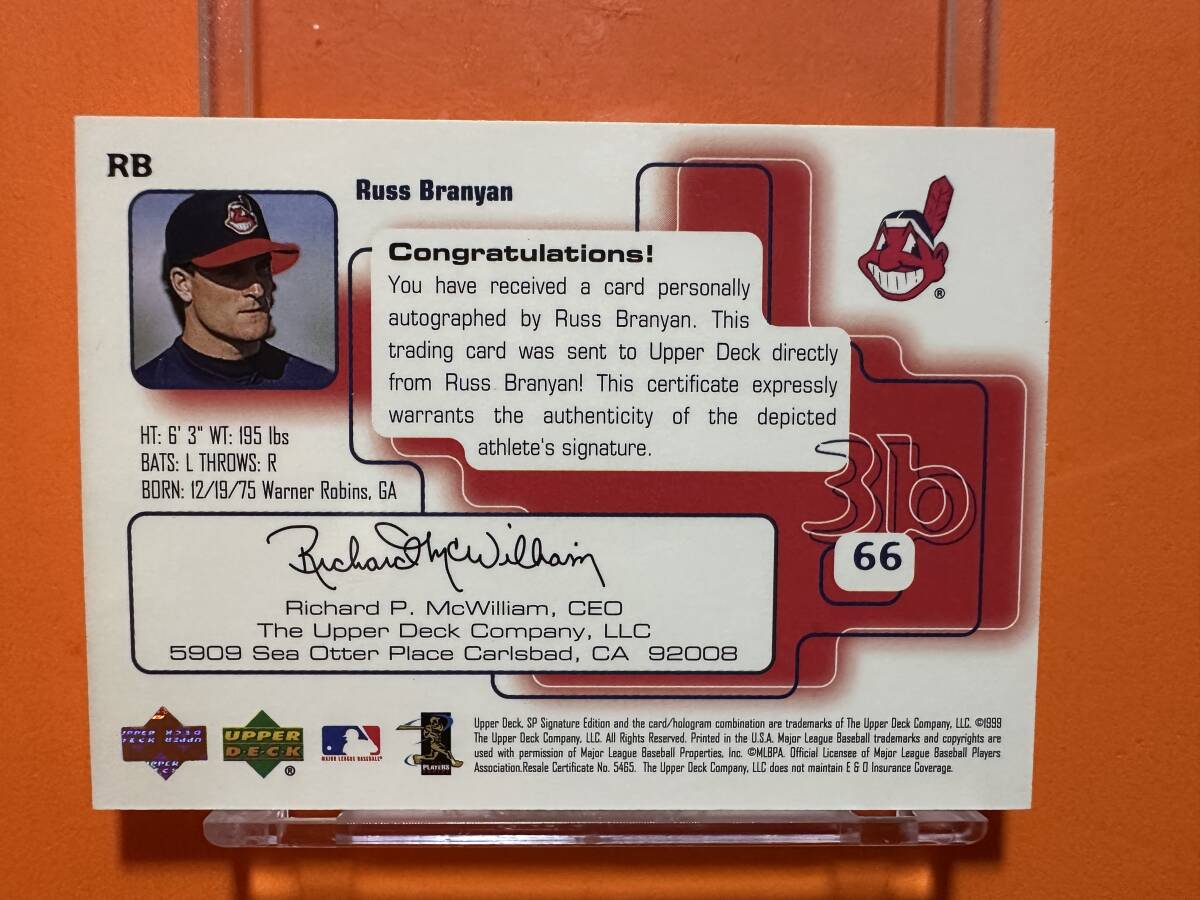 RB
Russ Branyan
Congratulations!
You have received a card personally
autographed by Russ Branyan. This
trading card was sent to Upper Deck directly
from Russ Branyan! This certificate expressly
warrants the authenticity of the depicted
athlete's signature.
®
HT: 6' 3" WT: 195 lbs
BATS: L THROWS: R
BORN: 12/19/75 Warner Robins, GA
3b
66
Richard McWilliam
Richard P. McWilliam, CEO
The Upper Deck Company, LLC
5909 Sea Otter Place Carlsbad, CA 92008
UPPER
DECK
®
MAJOR LEAGUE BASEBALL®
PLAYERS
Upper Deck, SP Signature Edition and the card/hologram combination are trademarks of The Upper Deck Company, LLC. ©1999
The Upper Deck Company, LLC. All Rights Reserved. Printed in the U.S.A. Major League Baseball trademarks and copyrights are
used with permission of Major League Baseball Properties, Inc. ©MLBPA. Official Licensee of Major League Baseball Players
Association.Resale Certificate No. 5465. The Upper Deck Company, LLC does not maintain E & O Insurance Coverage.